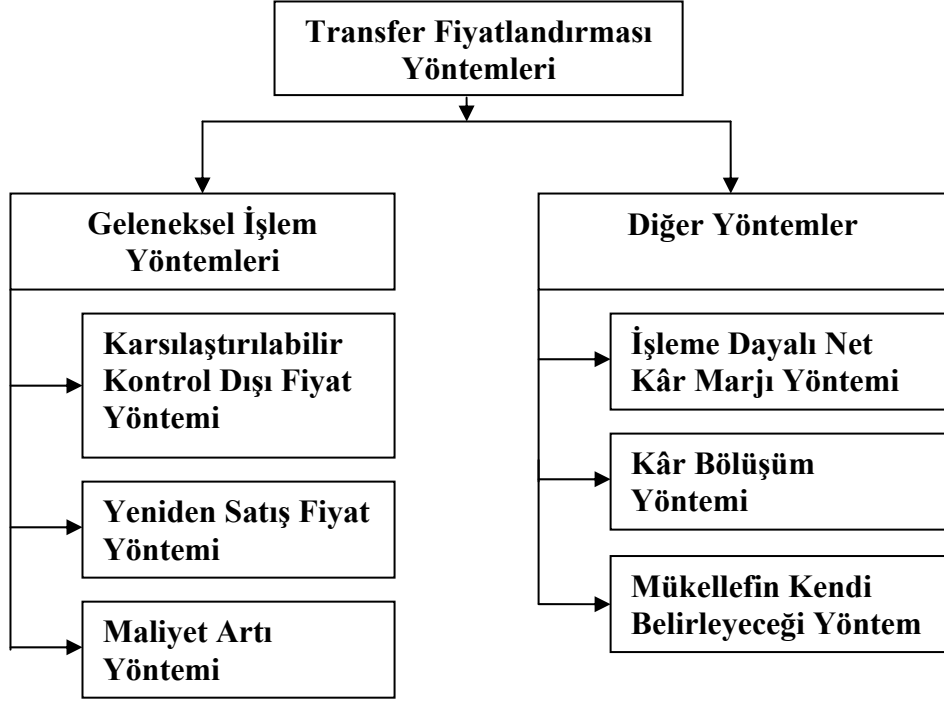 Transfer Fiyatlandırması
Yöntemleri
Geleneksel İşlem
Yöntemleri
Karsılaştırılabilir
Kontrol Dışı Fiyat
Yöntemi
Yeniden Satış Fiyat
Yöntemi
Maliyet Artı
Yöntemi
Diğer Yöntemler
İşleme Dayalı Net
Kâr Marjı Yöntemi
Kâr Bölüşüm
Yöntemi
Mükellefin Kendi
Belirleyeceği Yöntem